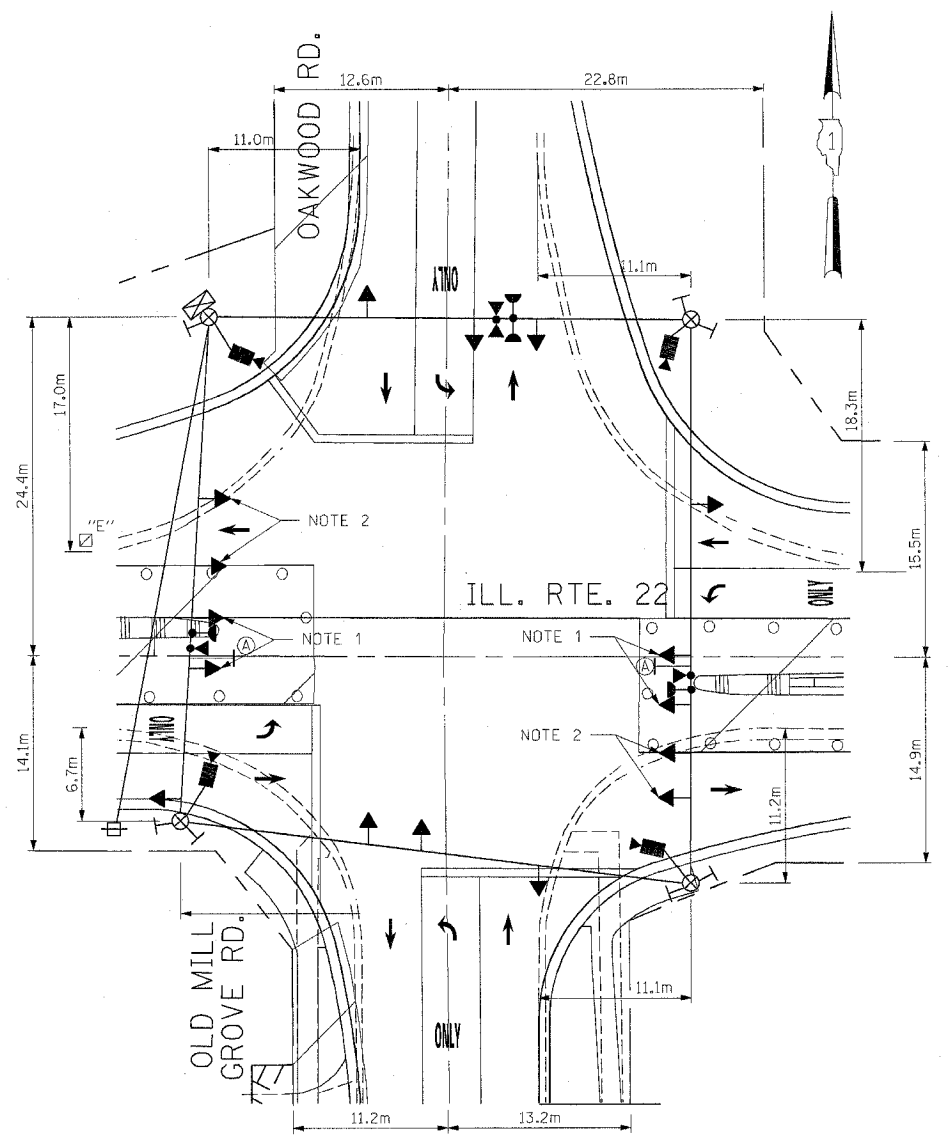 OAKWOOD RD.
12.6m
22.8m
11.0m
1
ONLY
11.1m
17.0m
18.3m
24.4m
"E"
NOTE 2
15.5m
ILL. RTE. 22
ONLY
NOTE 1
A
NOTE 1
A
ONLY
NOTE 2
14.1m
6.7m
11.2m
14.9m
OLD MILL
GROVE RD.
11.1m
ONLY
11.2m
13.2m